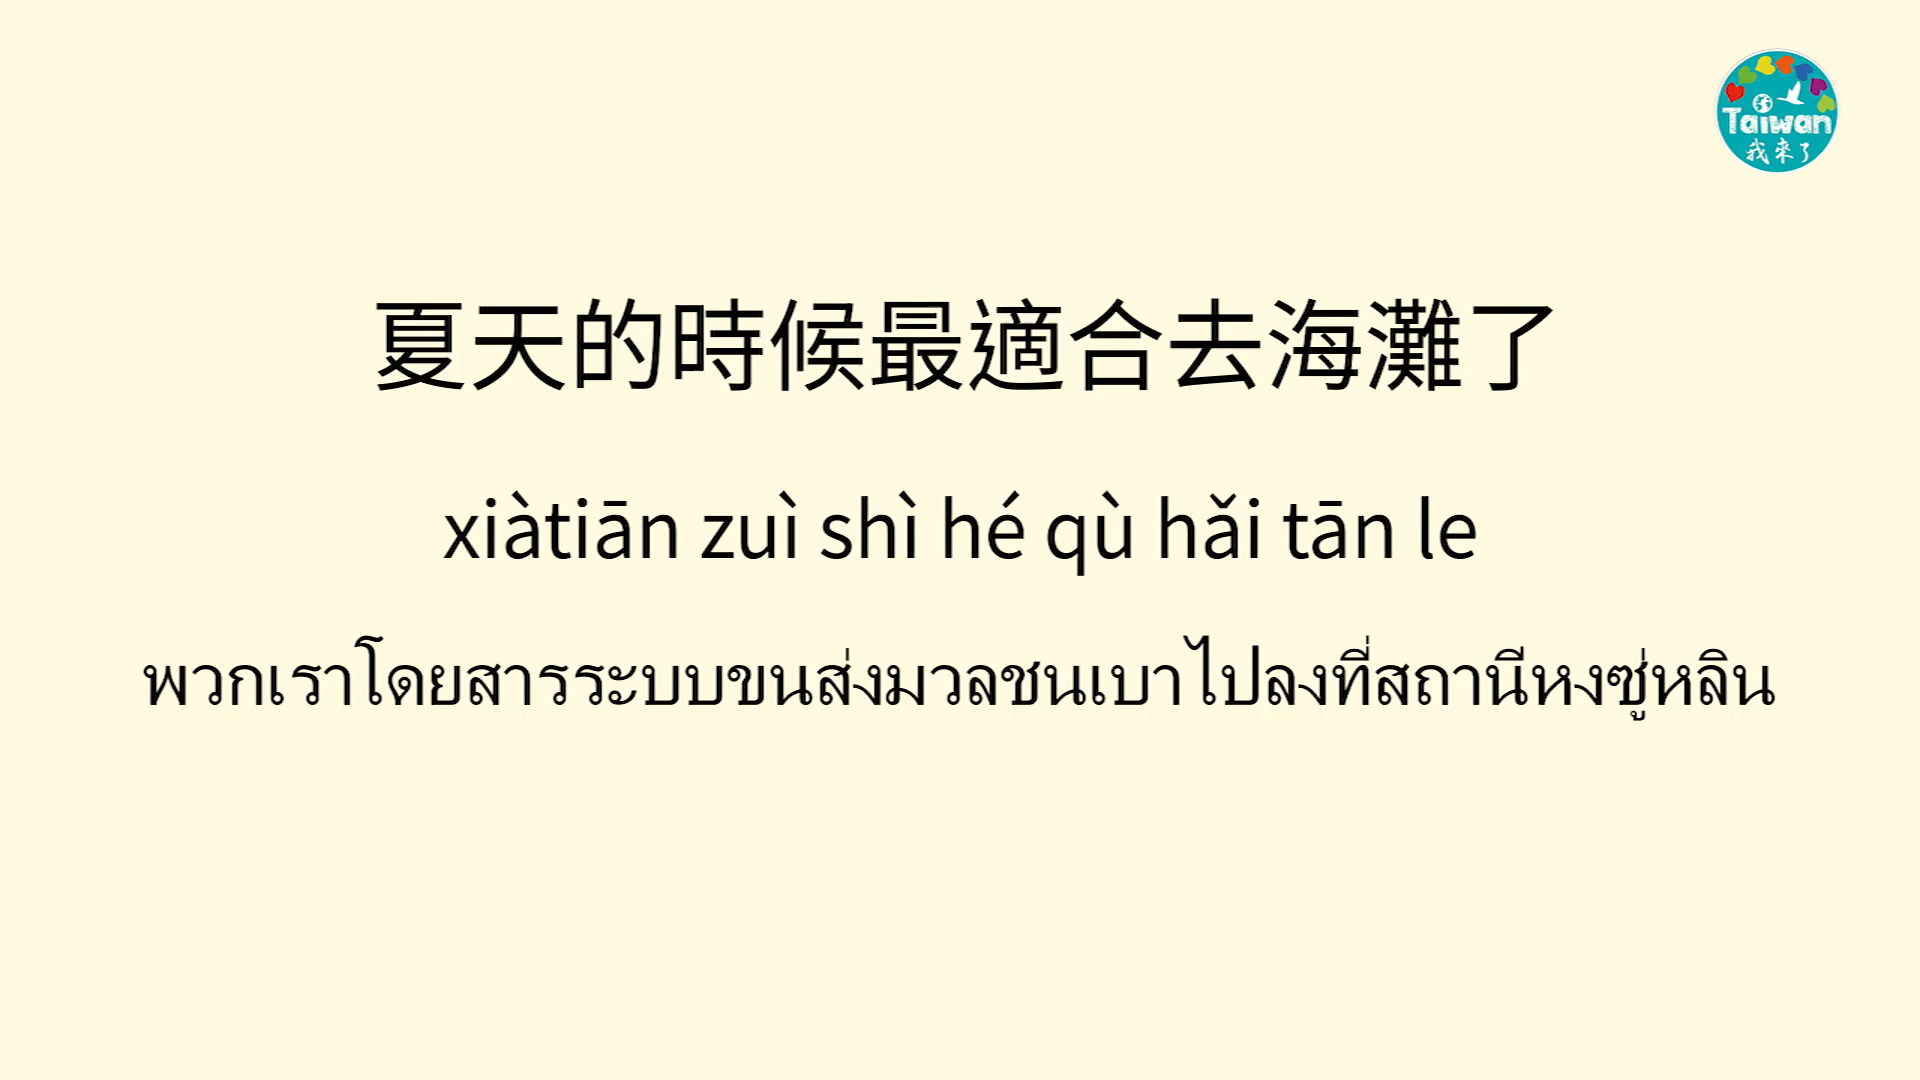 Taiwan
我來了
夏天的時候最適合去海灘了
xiàtiān zuì shì hé qù hǎi tān le
พวกเราโดยสารระบบขนส่งมวลชนเบาไปลงที่สถานีหงซู่หลิน